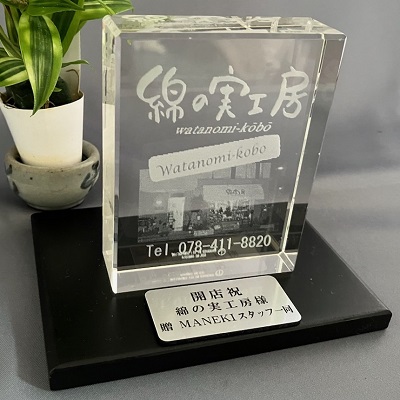 綿の実工房
watanomi-kōbō
Watanomi-kobo
Tel.078-411-8820
開店祝
綿の実工房様
贈 MANEKIスタッフ一同